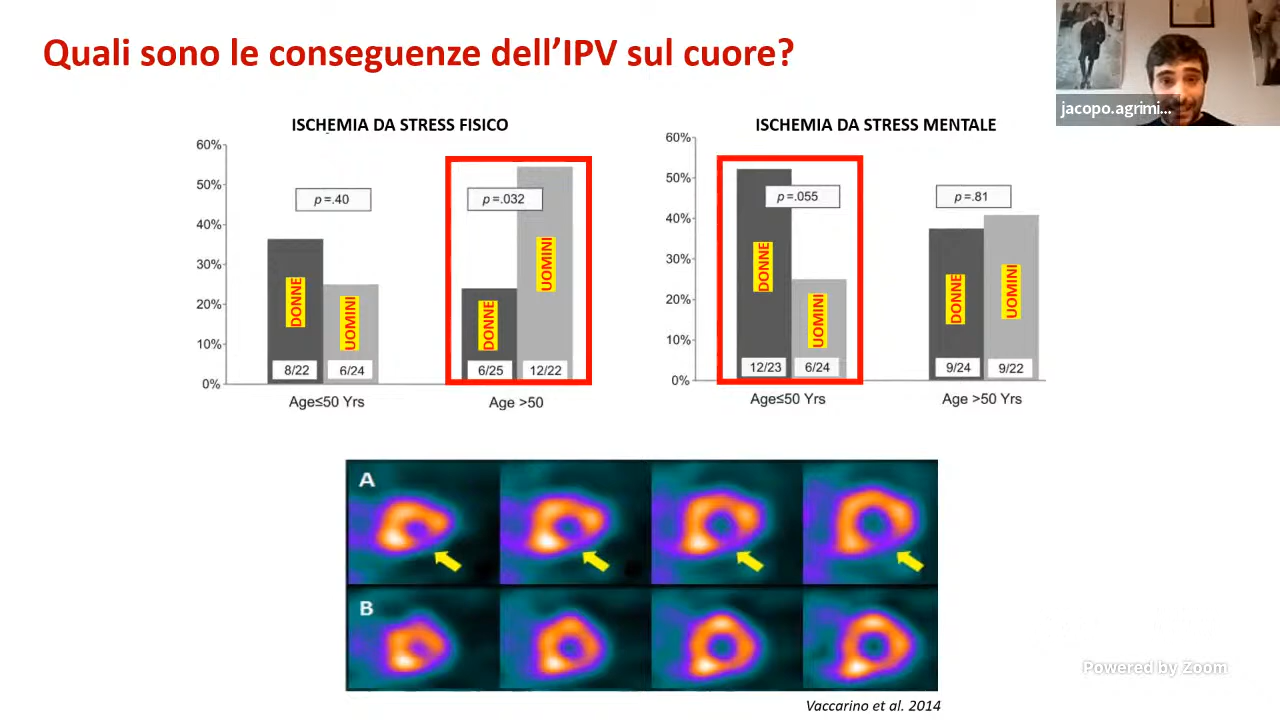 Quali sono le conseguenze dell'IPV sul cuore?
jacopo.agrimi...
ISCHEMIA DA STRESS FISICO
60%
50%
40%
30%
20%
10%
0%
p=.40
p=.032
DONNE
UOMINI
DONNE
UOMINI
8/22
6/24
6/25
12/22
Age≤50 Yrs
Age >50
ISCHEMIA DA STRESS MENTALE
60%
50%
40%
30%
20%
10%
0%
p=.055
p=.81
DONNE
UOMINI
DONNE
UOMINI
12/23
6/24
9/24
9/22
Age≤50 Yrs
Age >50 Yrs
A
B
Powered by Zoom
Vaccarino et al. 2014